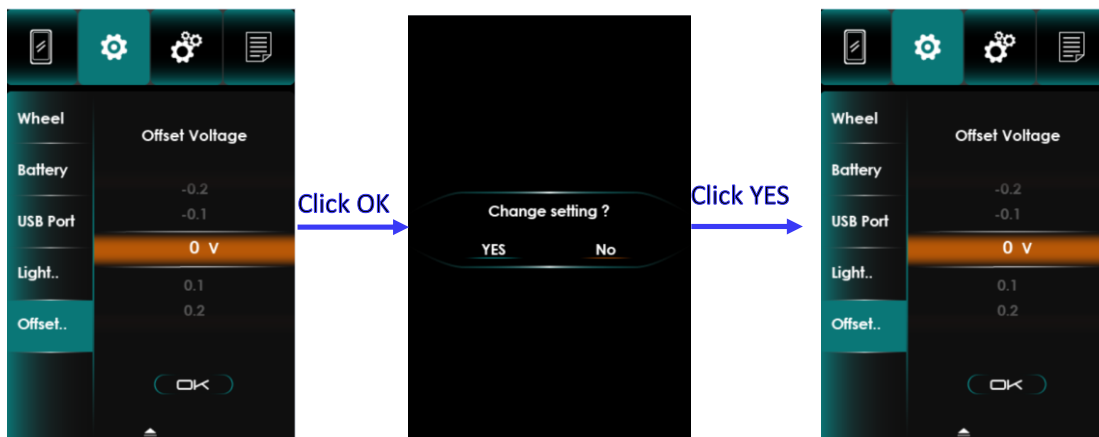 Wheel
Battery
USB Port
Light..
Offset..
Offset Voltage
-0.2
-0.1
0 V
0.1
0.2
OK
Click OK
Change setting ?
YES No
Click YES
Wheel
Battery
USB Port
Light..
Offset..
Offset Voltage
-0.2
-0.1
0 V
0.1
0.2
OK